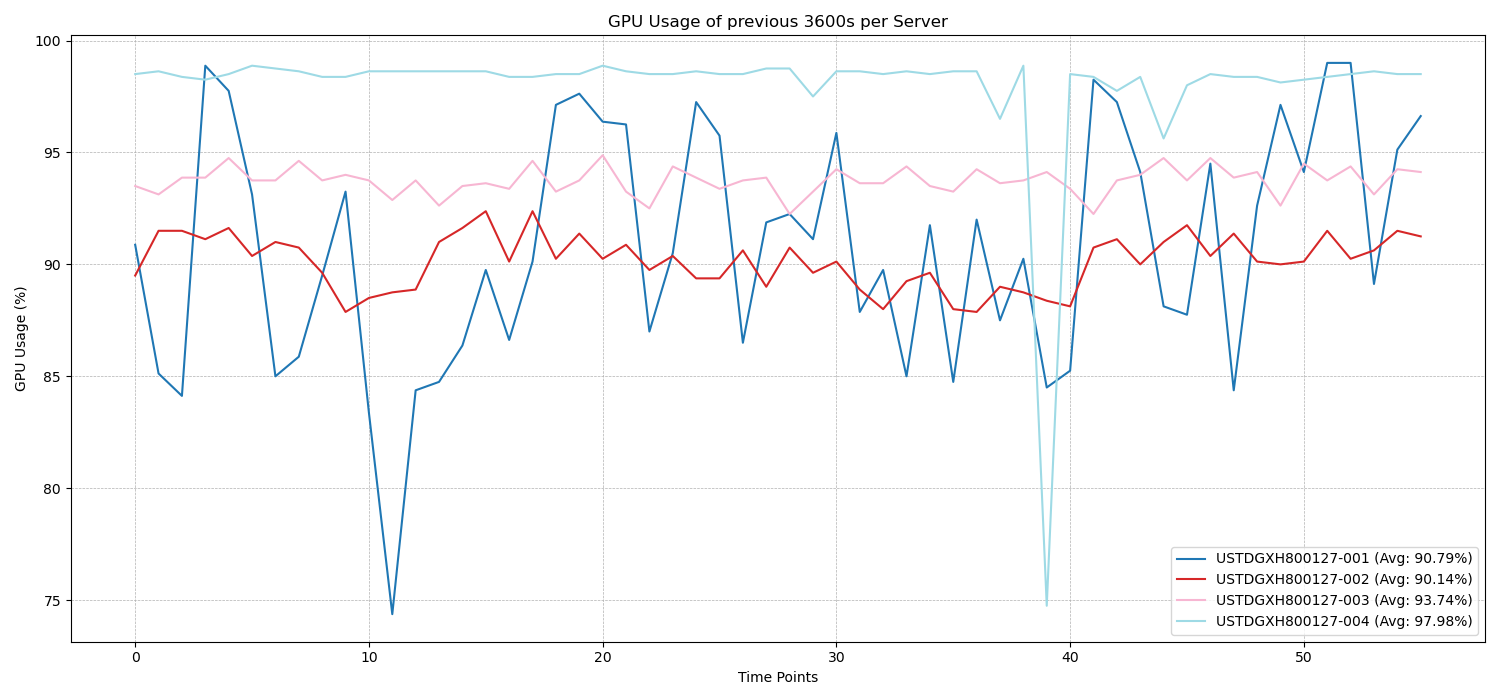 GPU Usage of previous 3600s per Server
GPU Usage (%)
100
95
90
85
80
75
0 10 20 30 40 50
Time Points
USTDGXH800127-001 (Avg: 90.79%)
USTDGXH800127-002 (Avg: 90.14%)
USTDGXH800127-003 (Avg: 93.74%)
USTDGXH800127-004 (Avg: 97.98%)